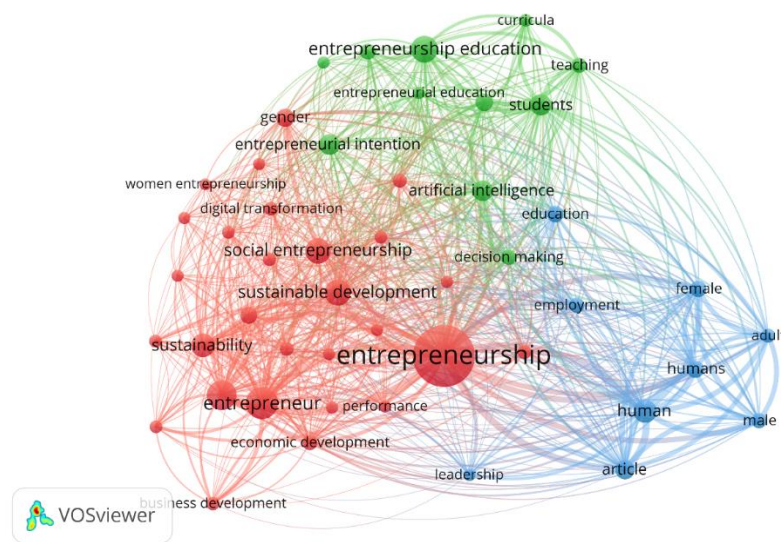 curricula
entrepreneurship education
teaching
entrepreneurial education
students
gender
entrepreneurial intention
women entrepreneurship
artificial intelligence
digital transformation
education
social entrepreneurship
decision making
sustainable development
female
employment
sustainability
entrepreneurship
adult
humans
entrepreneur
performance
human
male
economic development
leadership
article
business development
VOSviewer